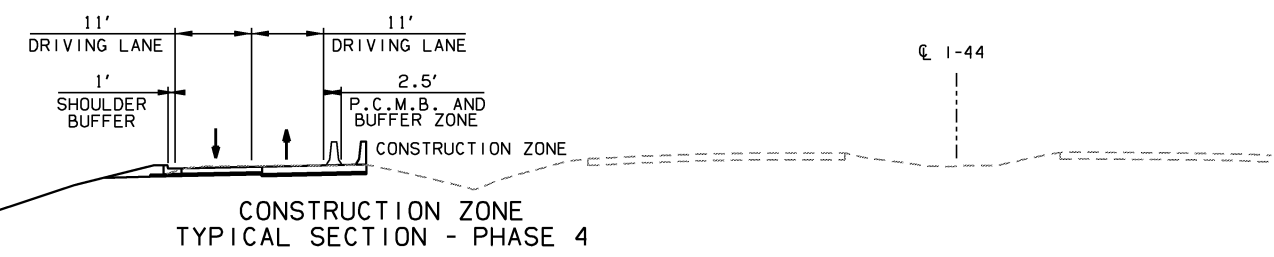 11' 11'
DRIVING LANE DRIVING LANE
℄ I-44
1' 2.5'
SHOULDER BUFFER
P.C.M.B. AND BUFFER ZONE
CONSTRUCTION ZONE
CONSTRUCTION ZONE
TYPICAL SECTION - PHASE 4